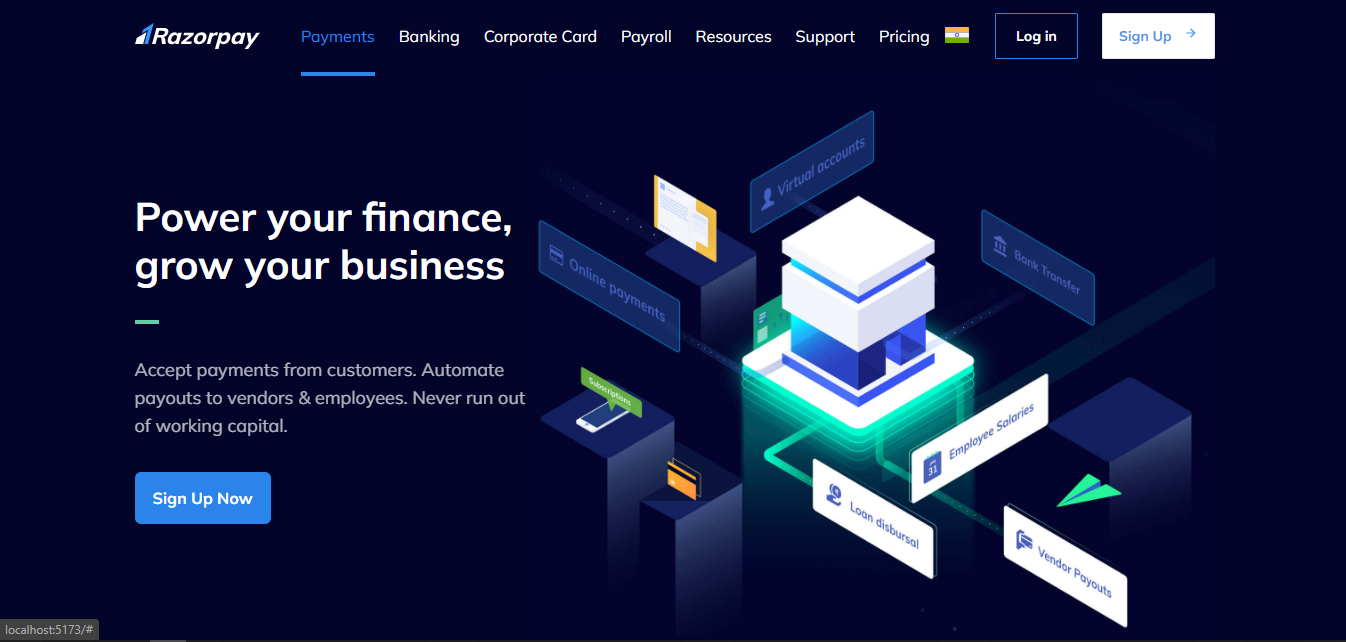 Razorpay
Payments
Banking
Corporate Card
Payroll
Resources
Support
Pricing
Log in
Sign Up
Power your finance,
grow your business
Accept payments from customers. Automate
payouts to vendors & employees. Never run out
of working capital.
Sign Up Now
Virtual accounts
Online payments
Bank Transfer
Subscriptions
Employee Salaries
31
Loan disbursal
Vendor Payouts
localhost:5173/#